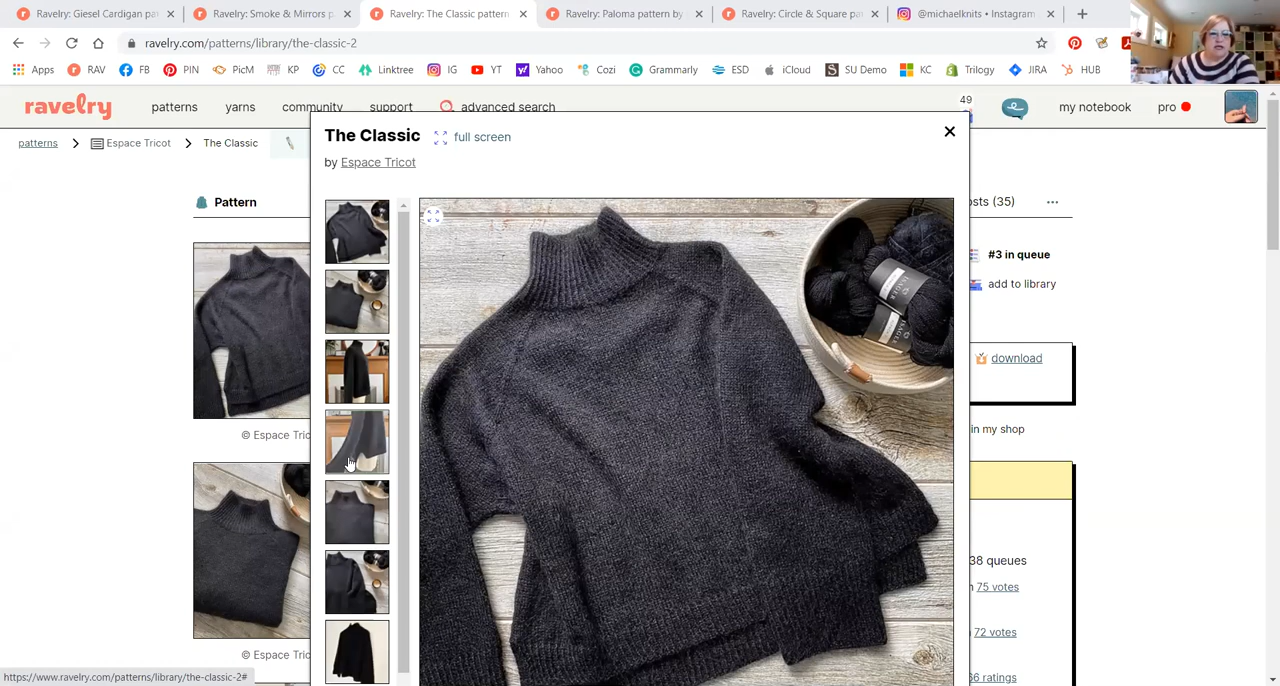 Ravelry: Giesel Cardigan pa
Ravelry: Smoke & Mirrors p
Ravelry: The Classic pattern
Ravelry: Paloma pattern by
Ravelry: Circle & Square pa
@michaelknits • Instagram
ravelry.com/patterns/library/the-classic-2
Apps RAV FB PIN PicM KP CC Linktree IG YT Yahoo Cozi Grammarly ESD iCloud SU Demo KC Trilogy JIRA HUB
ravelry patterns yarns community support advanced search 49 my notebook pro
patterns Espace Tricot The Classic
The Classic full screen
by Espace Tricot
Pattern
sts (35)
#3 in queue
add to library
ISAGER
ISAGER
download
© Espace Tric
in my shop
38 queues
75 votes
72 votes
© Espace Tric
66 ratings
https://www.ravelry.com/patterns/library/the-classic-2#